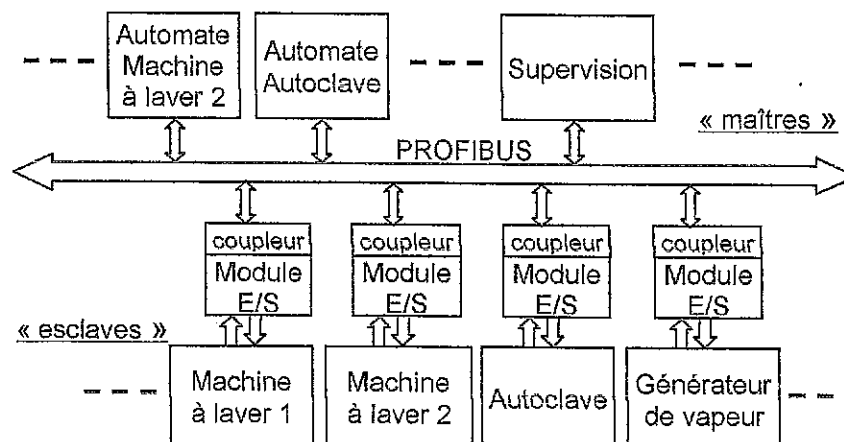 Automate
Machine
à laver 2
Automate
Autoclave
Supervision
« maîtres »
PROFIBUS
coupleur
Module
E/S
coupleur
Module
E/S
coupleur
Module
E/S
coupleur
Module
E/S
« esclaves »
Machine
à laver 1
Machine
à laver 2
Autoclave
Générateur
de vapeur